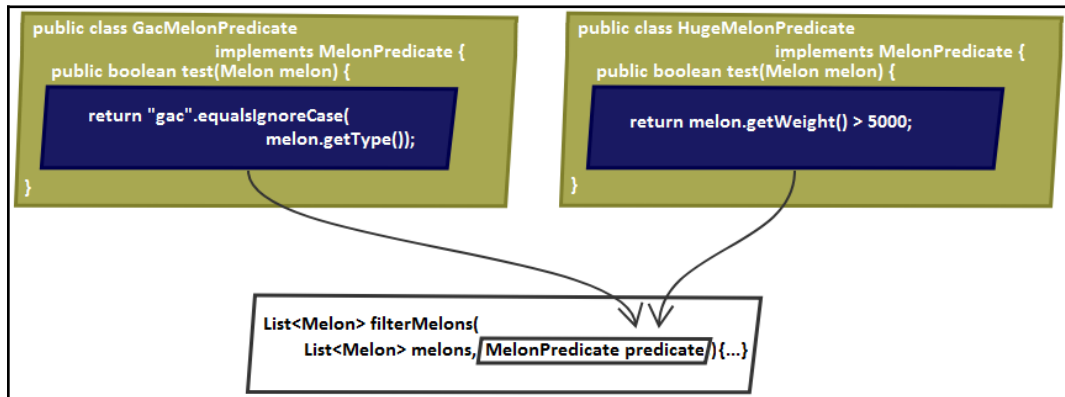 public class GacMelonPredicate
implements MelonPredicate {
public boolean test(Melon melon) {
return "gac".equalsIgnoreCase(
melon.getType());
}
public class HugeMelonPredicate
implements MelonPredicate {
public boolean test(Melon melon) {
return melon.getWeight() > 5000;
}
List<Melon> filterMelons(
List<Melon> melons, MelonPredicate predicate ){...}